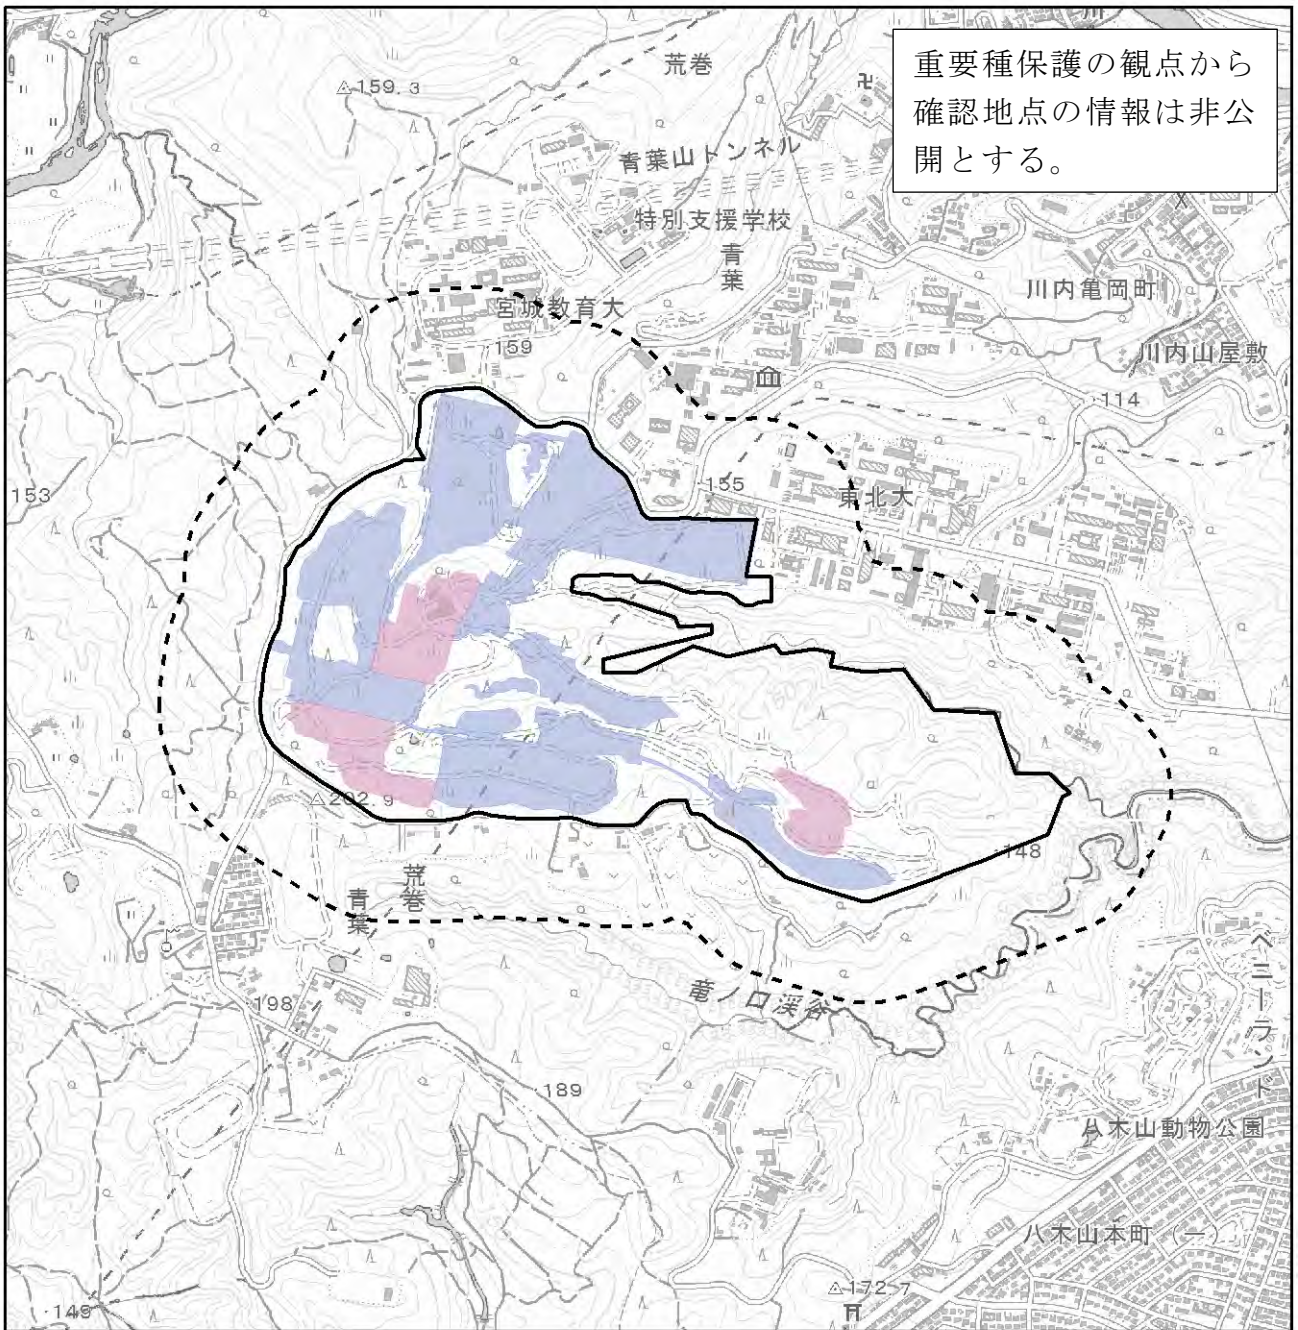 重要種保護の観点から
確認地点の情報は非公
開とする。
荒巻
159.3
青葉山トンネル
特別支援学校
青葉
川内亀岡町
宮城教育大
159
川内山屋敷
114
153
155
東北大
202.9
148
荒巻
青葉
ベニーランド
竜ノ口渓谷
198
189
八木山動物公園
八木山本町（一）
172.7
149